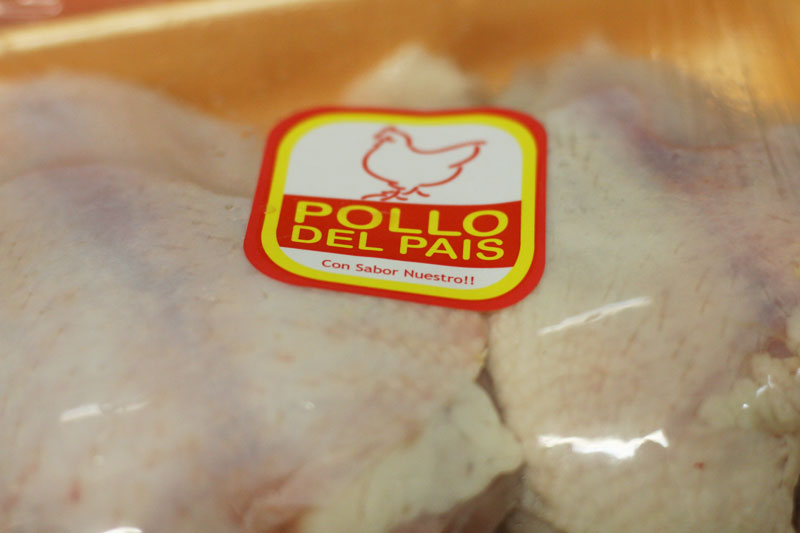 POLLO
DEL PAIS
Con Sabor Nuestro!!